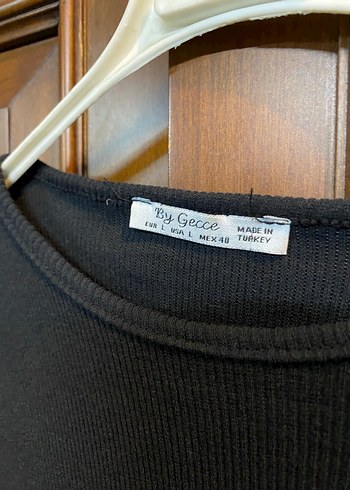 By Gecce
EUR L USA L MEX 40
MADE IN
TURKEY